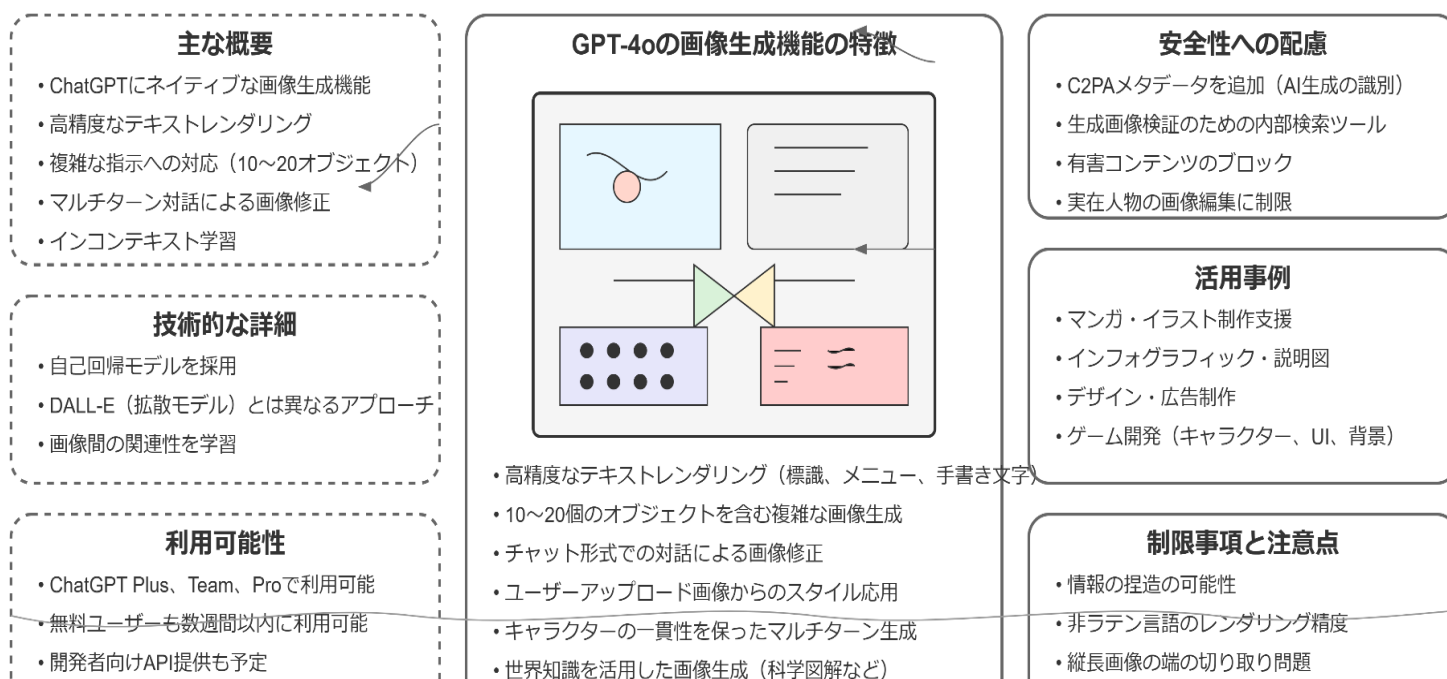 主な概要
• ChatGPTにネイティブな画像生成機能
• 高精度なテキストレンダリング
• 複雑な指示への対応（10〜20オブジェクト）
• マルチターン対話による画像修正
• インコンテキスト学習
技術的な詳細
• 自己回帰モデルを採用
• DALL-E（拡散モデル）とは異なるアプローチ
• 画像間の関連性を学習
利用可能性
• ChatGPT Plus、Team、Proで利用可能
• 無料ユーザーも数週間以内に利用可能
• 開発者向けAPI提供も予定
GPT-4oの画像生成機能の特徴
• 高精度なテキストレンダリング（標識、メニュー、手書き文字）
• 10〜20個のオブジェクトを含む複雑な画像生成
• チャット形式での対話による画像修正
• ユーザーアップロード画像からのスタイル応用
• キャラクターの一貫性を保ったマルチターン生成
• 世界知識を活用した画像生成（科学図解など）
安全性への配慮
• C2PAメタデータを追加（AI生成の識別）
• 生成画像検証のための内部検索ツール
• 有害コンテンツのブロック
• 実在人物の画像編集に制限
活用事例
• マンガ・イラスト制作支援
• インフォグラフィック・説明図
• デザイン・広告制作
• ゲーム開発（キャラクター、UI、背景）
制限事項と注意点
• 情報の捏造の可能性
• 非ラテン言語のレンダリング精度
• 縦長画像の端の切り取り問題